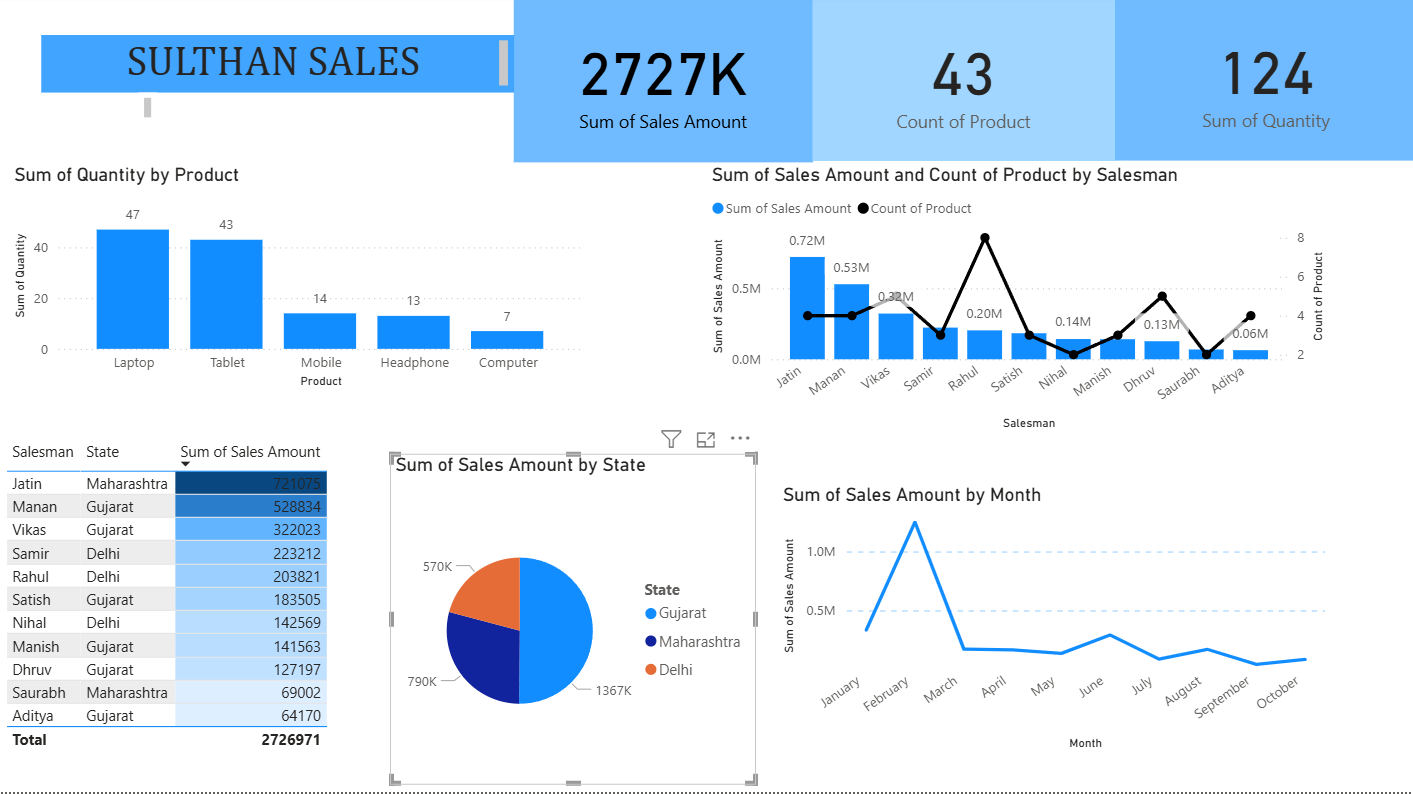 SULTHAN SALES
2727K
Sum of Sales Amount
43
Count of Product
124
Sum of Quantity
Sum of Quantity by Product
Sum of Quantity
40
20
0
47
43
14
13
7
Laptop Tablet Mobile Headphone Computer
Product
Sum of Sales Amount and Count of Product by Salesman
Sum of Sales Amount Count of Product
Sum of Sales Amount
0.5M
0.0M
0.72M
0.53M
0.32M
0.20M
0.14M
0.13M
0.06M
8
6
4
2
Count of Product
Jatin Manan Vikas Samir Rahul Satish Nihal Manish Dhruv Saurabh Aditya
Salesman
Salesman State Sum of Sales Amount
Jatin Maharashtra 721075
Manan Gujarat 528834
Vikas Gujarat 322023
Samir Delhi 223212
Rahul Delhi 203821
Satish Gujarat 183505
Nihal Delhi 142569
Manish Gujarat 141563
Dhruv Gujarat 127197
Saurabh Maharashtra 69002
Aditya Gujarat 64170
Total 2726971
Sum of Sales Amount by State
570K
790K
1367K
State
Gujarat
Maharashtra
Delhi
Sum of Sales Amount by Month
Sum of Sales Amount
1.0M
0.5M
January February March April May June July August September October
Month